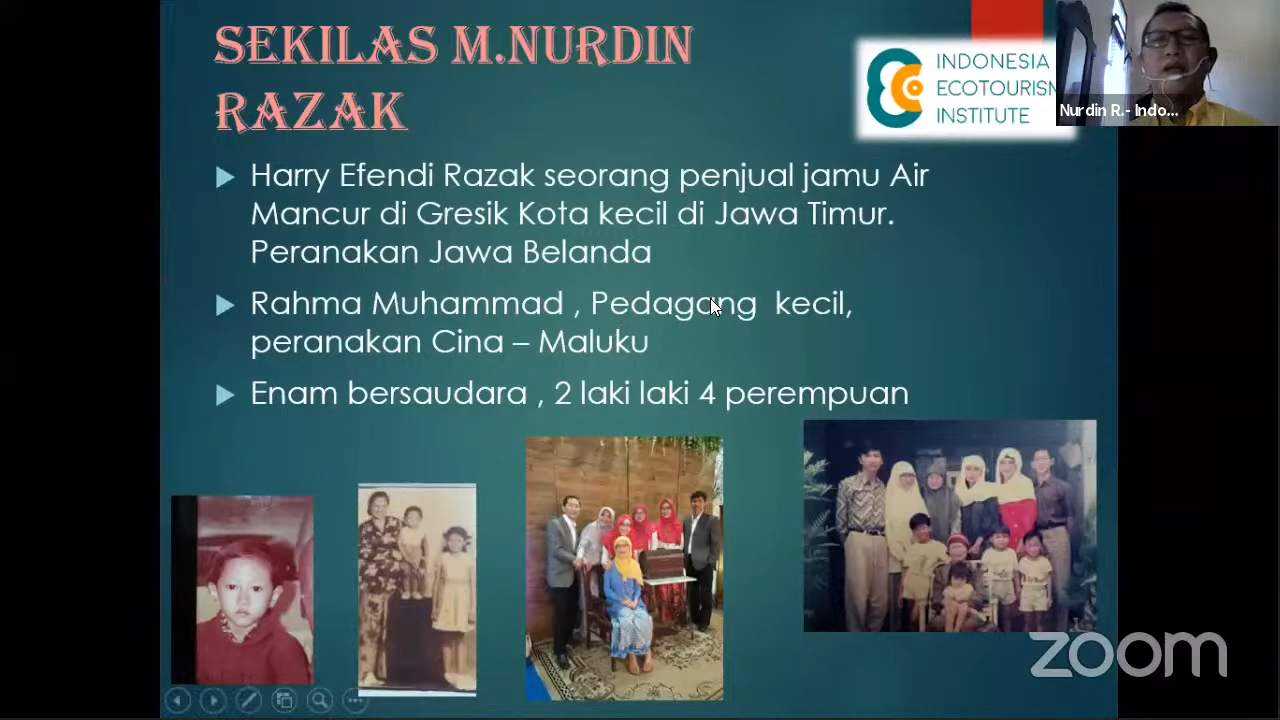 SEKILAS M.NURDIN
RAZAK
INDONESIA
ECOTOURISM
INSTITUTE
Nurdin R.- Indo...
Harry Efendi Razak seorang penjual jamu Air
Mancur di Gresik Kota kecil di Jawa Timur.
Peranakan Jawa Belanda
Rahma Muhammad , Pedagang kecil,
peranakan Cina – Maluku
Enam bersaudara , 2 laki laki 4 perempuan
zoom